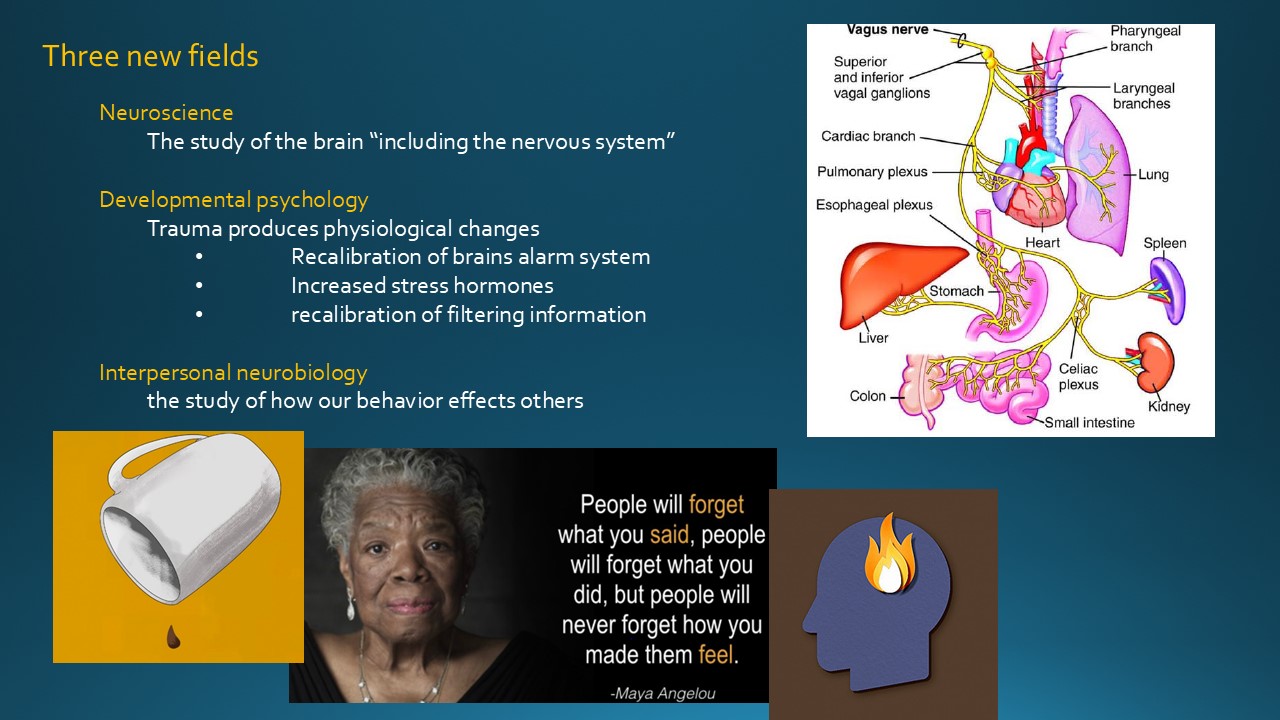 Three new fields
Neuroscience
The study of the brain “including the nervous system”
Developmental psychology
Trauma produces physiological changes
• Recalibration of brains alarm system
• Increased stress hormones
• recalibration of filtering information
Interpersonal neurobiology
the study of how our behavior effects others
Vagus nerve
Pharyngeal
branch
Superior
and inferior
vagal ganglions
Laryngeal
branches
Cardiac branch
Pulmonary plexus
Lung
Esophageal plexus
Heart
Spleen
Stomach
Liver
Celiac
plexus
Colon
Kidney
Small intestine
People will forget
what you said, people
will forget what you
did, but people will
never forget how you
made them feel.
-Maya Angelou